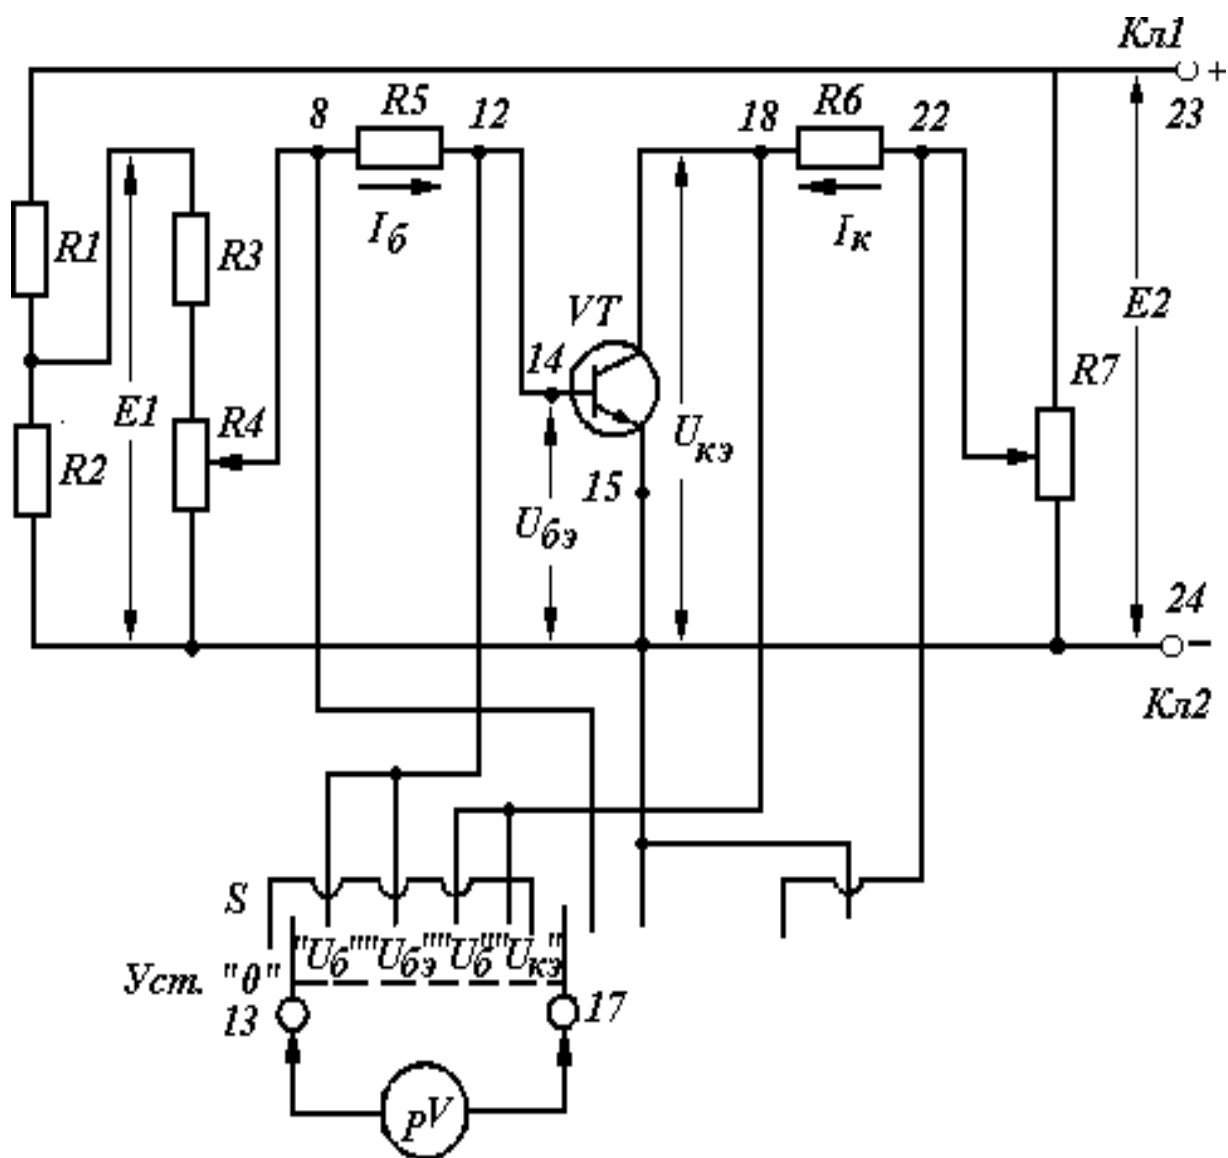 Кл1
+
8 R5 12 18 R6 22 23
Iб Iк
R1 R3
VT
E2
14
R7
E1 R4 Uкэ
R2 15
Uбэ
24
−
Кл2
S
"Uб" "Uбэ" "Uб" "Uкэ"
Уст. "0"
13 17
pV